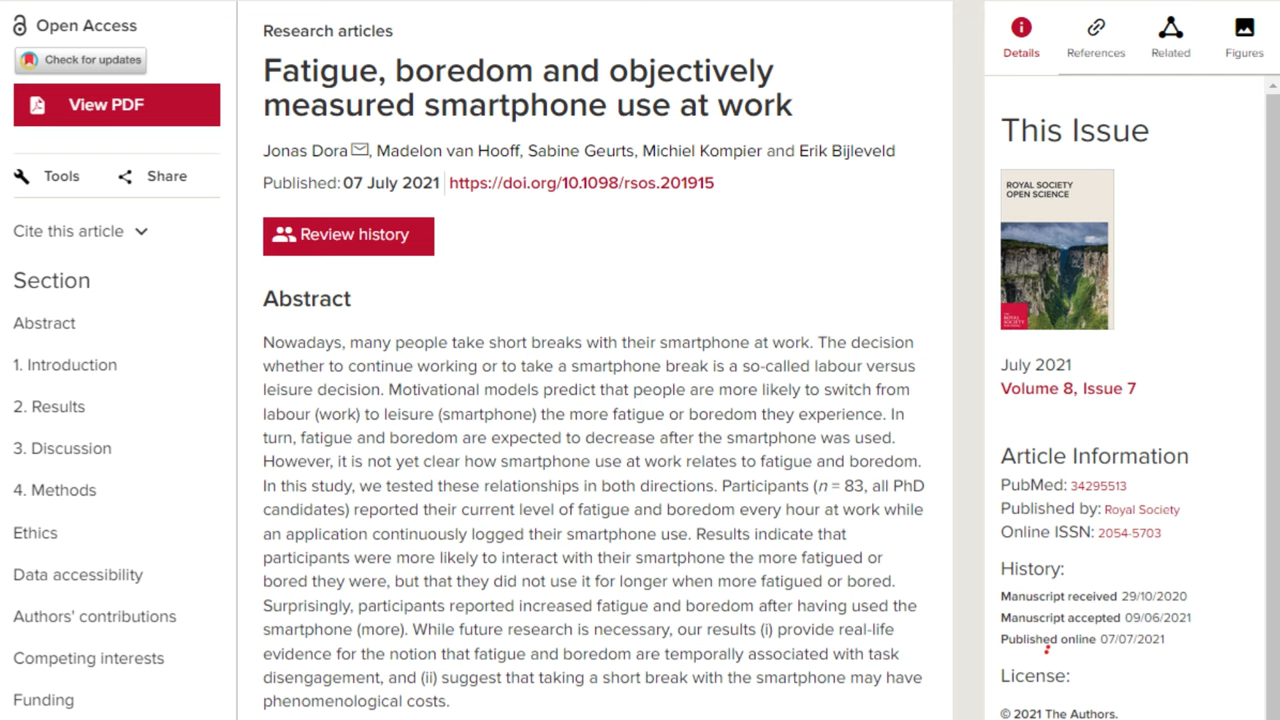 Open Access
Check for updates
View PDF
Tools
Share
Cite this article
Section
Abstract
1. Introduction
2. Results
3. Discussion
4. Methods
Ethics
Data accessibility
Authors' contributions
Competing interests
Funding
Research articles
Fatigue, boredom and objectively
measured smartphone use at work
Jonas Dora, Madelon van Hooff, Sabine Geurts, Michiel Kompier and Erik Bijleveld
Published: 07 July 2021 https://doi.org/10.1098/rsos.201915
Review history
Abstract
Nowadays, many people take short breaks with their smartphone at work. The decision
whether to continue working or to take a smartphone break is a so-called labour versus
leisure decision. Motivational models predict that people are more likely to switch from
labour (work) to leisure (smartphone) the more fatigue or boredom they experience. In
turn, fatigue and boredom are expected to decrease after the smartphone was used.
However, it is not yet clear how smartphone use at work relates to fatigue and boredom.
In this study, we tested these relationships in both directions. Participants (n = 83, all PhD
candidates) reported their current level of fatigue and boredom every hour at work while
an application continuously logged their smartphone use. Results indicate that
participants were more likely to interact with their smartphone the more fatigued or
bored they were, but that they did not use it for longer when more fatigued or bored.
Surprisingly, participants reported increased fatigue and boredom after having used the
smartphone (more). While future research is necessary, our results (i) provide real-life
evidence for the notion that fatigue and boredom are temporally associated with task
disengagement, and (ii) suggest that taking a short break with the smartphone may have
phenomenological costs.
Details
References
Related
Figures
This Issue
ROYAL SOCIETY
OPEN SCIENCE
THE
ROYAL
SOCIETY
PUBLISHING
July 2021
Volume 8, Issue 7
Article Information
PubMed: 34295513
Published by: Royal Society
Online ISSN: 2054-5703
History:
Manuscript received 29/10/2020
Manuscript accepted 09/06/2021
Published online 07/07/2021
License:
© 2021 The Authors.